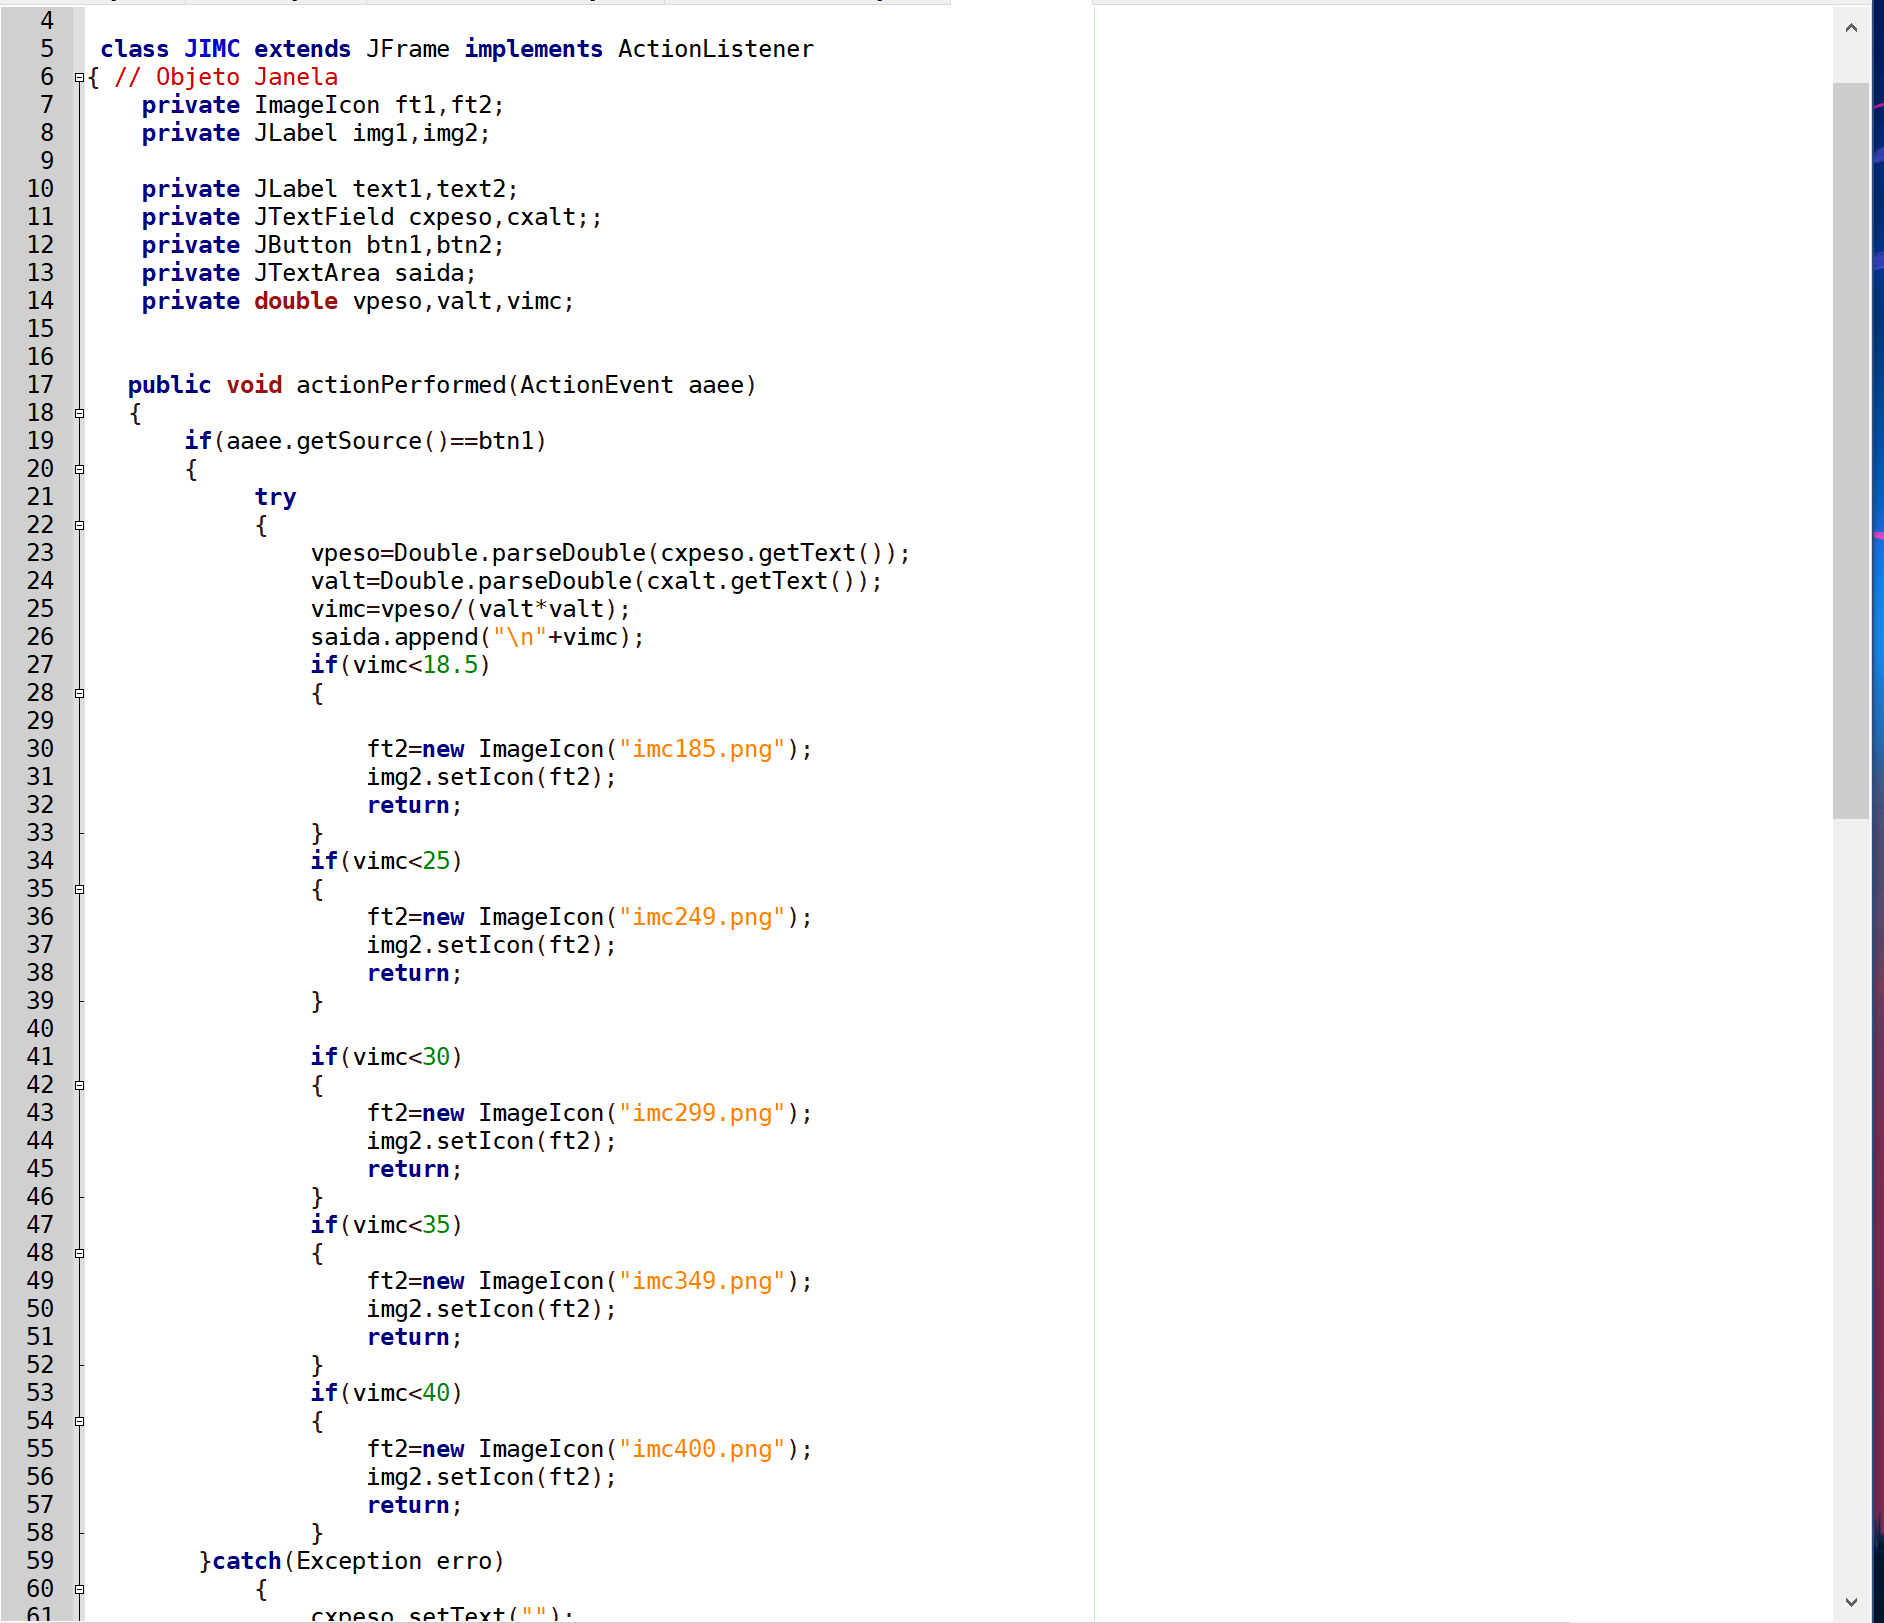 4
5 class JIMC extends JFrame implements ActionListener
6 { // Objeto Janela
7 private ImageIcon ft1,ft2;
8 private JLabel img1,img2;
9
10 private JLabel text1,text2;
11 private JTextField cxpeso,cxalt;;
12 private JButton btn1,btn2;
13 private JTextArea saida;
14 private double vpeso,valt,vimc;
15
16
17 public void actionPerformed(ActionEvent aaee)
18 {
19 if(aaee.getSource()==btn1)
20 {
21 try
22 {
23 vpeso=Double.parseDouble(cxpeso.getText());
24 valt=Double.parseDouble(cxalt.getText());
25 vimc=vpeso/(valt*valt);
26 saida.append("\n"+vimc);
27 if(vimc<18.5)
28 {
29
30 ft2=new ImageIcon("imc185.png");
31 img2.setIcon(ft2);
32 return;
33 }
34 if(vimc<25)
35 {
36 ft2=new ImageIcon("imc249.png");
37 img2.setIcon(ft2);
38 return;
39 }
40
41 if(vimc<30)
42 {
43 ft2=new ImageIcon("imc299.png");
44 img2.setIcon(ft2);
45 return;
46 }
47 if(vimc<35)
48 {
49 ft2=new ImageIcon("imc349.png");
50 img2.setIcon(ft2);
51 return;
52 }
53 if(vimc<40)
54 {
55 ft2=new ImageIcon("imc400.png");
56 img2.setIcon(ft2);
57 return;
58 }
59 }catch(Exception erro)
60 {
61 cxpeso.setText("");